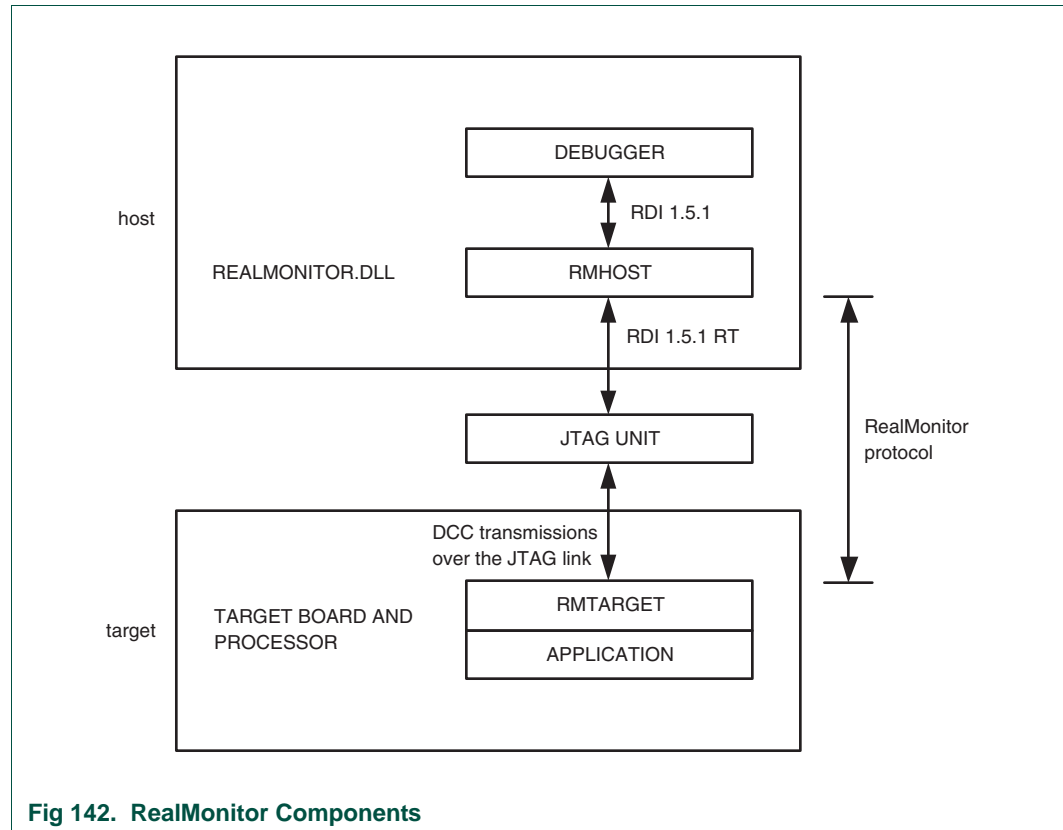 DEBUGGER
RDI 1.5.1
host
REALMONITOR.DLL
RMHOST
RDI 1.5.1 RT
JTAG UNIT
RealMonitor
protocol
DCC transmissions
over the JTAG link
target
TARGET BOARD AND
PROCESSOR
RMTARGET
APPLICATION
Fig 142. RealMonitor Components